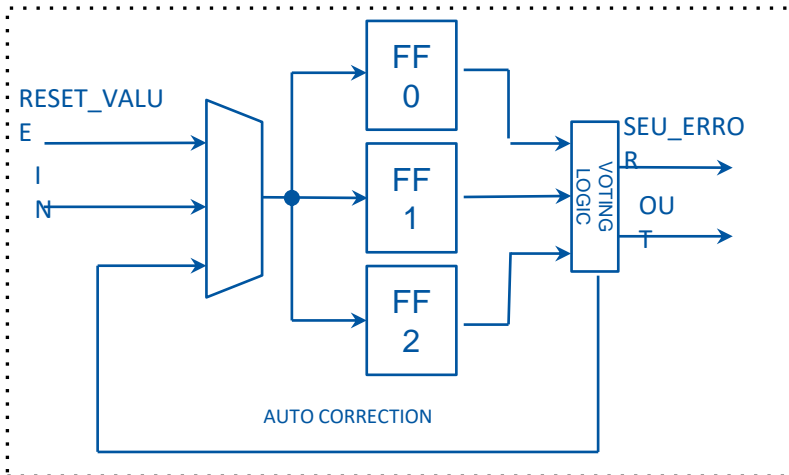 FF
0
RESET_VALU
E
I
N
FF
1
FF
2
VOTING
LOGIC
SEU_ERRO
R
OU
T
AUTO CORRECTION